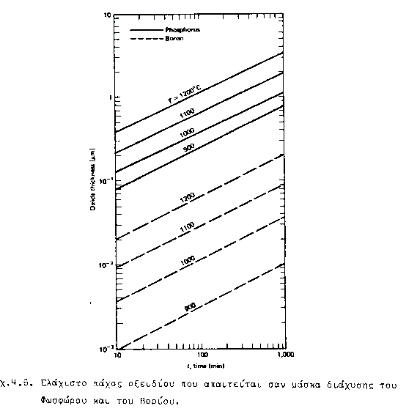 10
Phosphorus
Boron
T = 1200°C
1100
1000
900
1
Oxide thickness (μm)
10⁻¹
1200
1100
1000
900
10⁻²
10⁻³
10
100
1,000
t, time (min)
χ.4.6. Ελάχιστο πάχος οξειδίου που απαιτείται σαν μάσκα διάχυσης του
Φωσφόρου και του Βορίου.